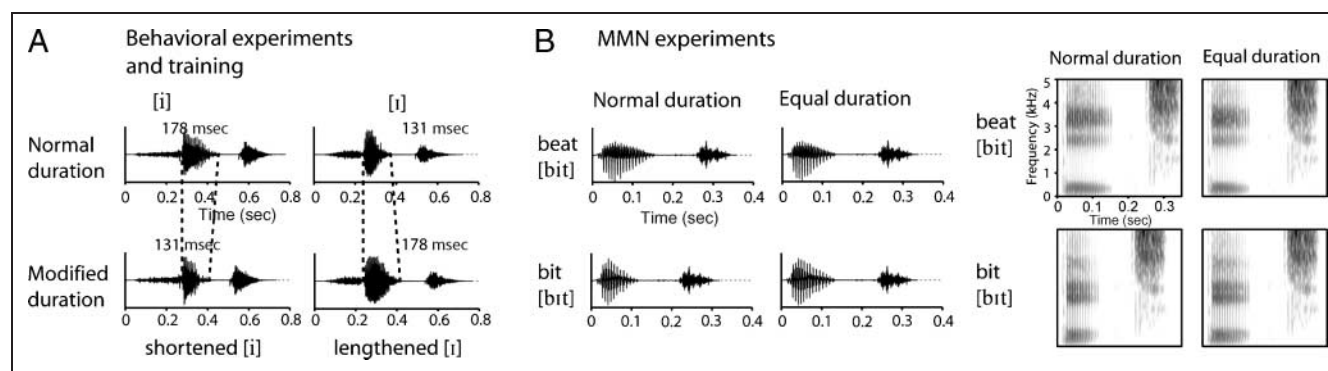 A
Behavioral experiments
and training
[i]
[ɪ]
Normal
duration
178 msec
131 msec
0 0.2 0.4 0.6 0.8
Time (sec)
0 0.2 0.4 0.6 0.8
Modified
duration
131 msec
178 msec
0 0.2 0.4 0.6 0.8
0 0.2 0.4 0.6 0.8
shortened [i]
lengthened [ɪ]
B
MMN experiments
Normal duration
Equal duration
beat
[bit]
0 0.1 0.2 0.3 0.4
Time (sec)
0 0.1 0.2 0.3 0.4
bit
[bɪt]
0 0.1 0.2 0.3 0.4
0 0.1 0.2 0.3 0.4
Normal duration
Equal duration
beat
[bit]
Frequency (kHz)
5
4
3
2
1
0
0 0.1 0.2 0.3
Time (sec)
bit
[bɪt]